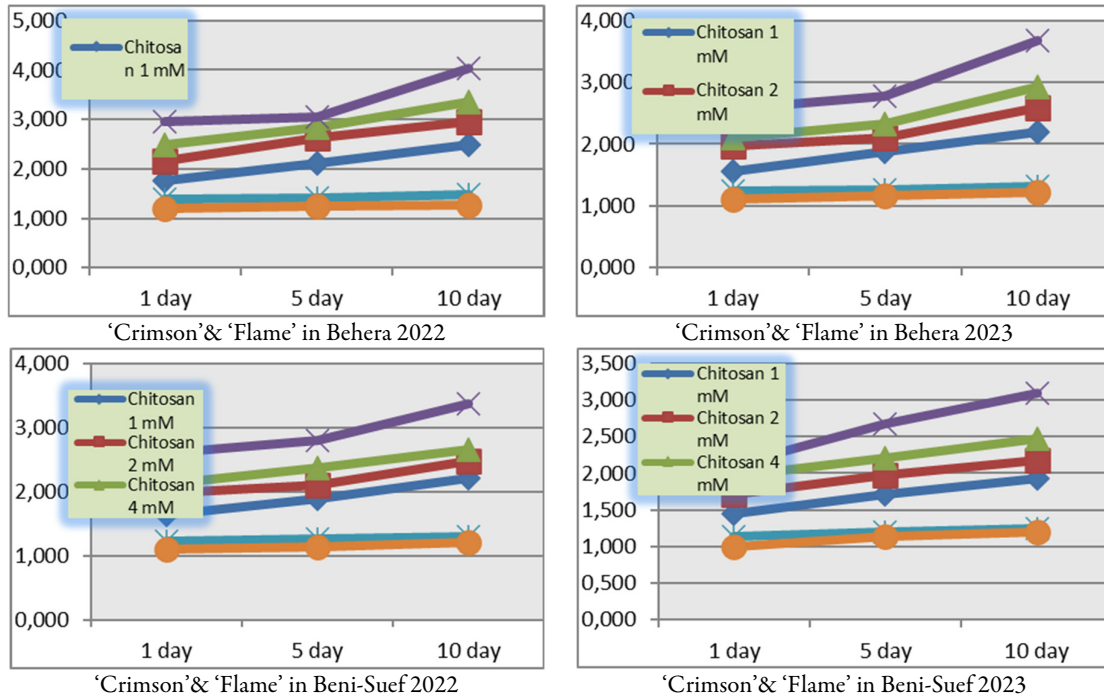 5,000
4,000
3,000
2,000
1,000
0,000
Chitosa
n 1 mM
1 day 5 day 10 day
'Crimson'& 'Flame' in Behera 2022
4,000
3,000
2,000
1,000
0,000
Chitosan 1
mM
Chitosan 2
mM
1 day 5 day 10 day
'Crimson'& 'Flame' in Behera 2023
4,000
3,000
2,000
1,000
0,000
Chitosan
1 mM
Chitosan
2 mM
Chitosan
4 mM
1 day 5 day 10 day
'Crimson'& 'Flame' in Beni-Suef 2022
3,500
3,000
2,500
2,000
1,500
1,000
0,500
0,000
Chitosan 1
mM
Chitosan 2
mM
Chitosan 4
mM
1 day 5 day 10 day
'Crimson'& 'Flame' in Beni-Suef 2023